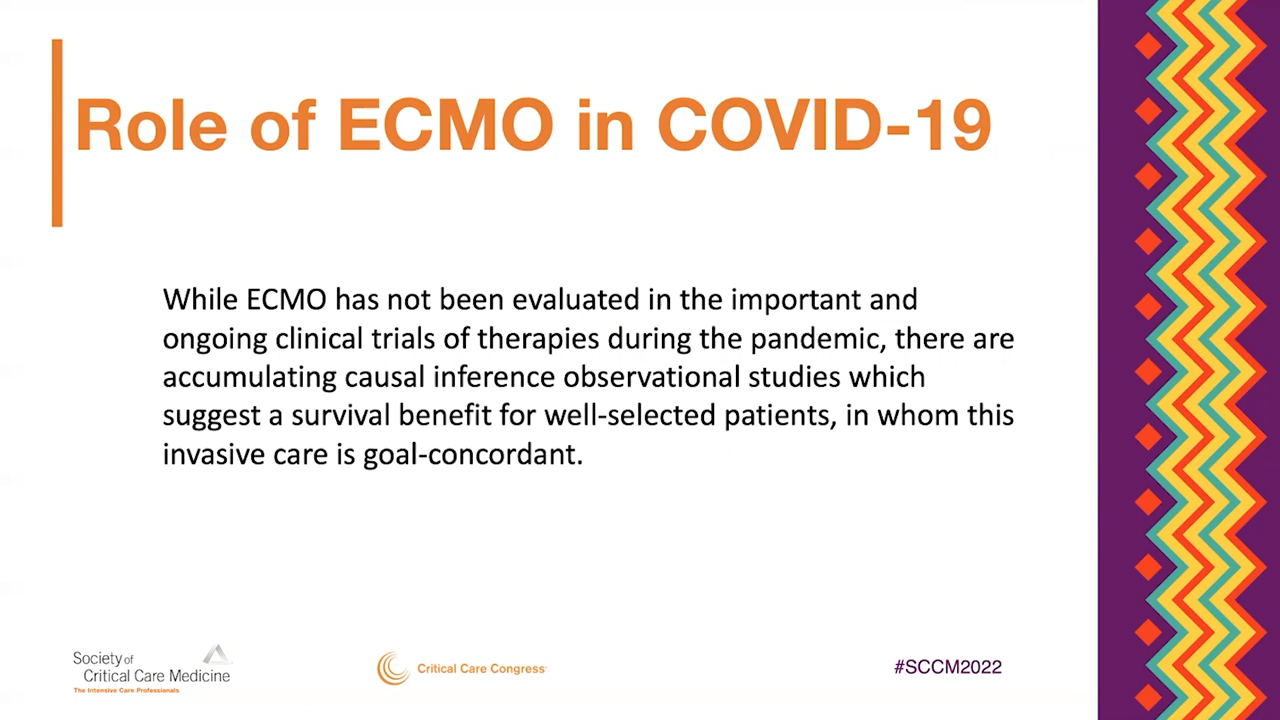 Role of ECMO in COVID-19
While ECMO has not been evaluated in the important and
ongoing clinical trials of therapies during the pandemic, there are
accumulating causal inference observational studies which
suggest a survival benefit for well-selected patients, in whom this
invasive care is goal-concordant.
Society of
Critical Care Medicine
The Intensive Care Professionals
Critical Care Congress
#SCCM2022